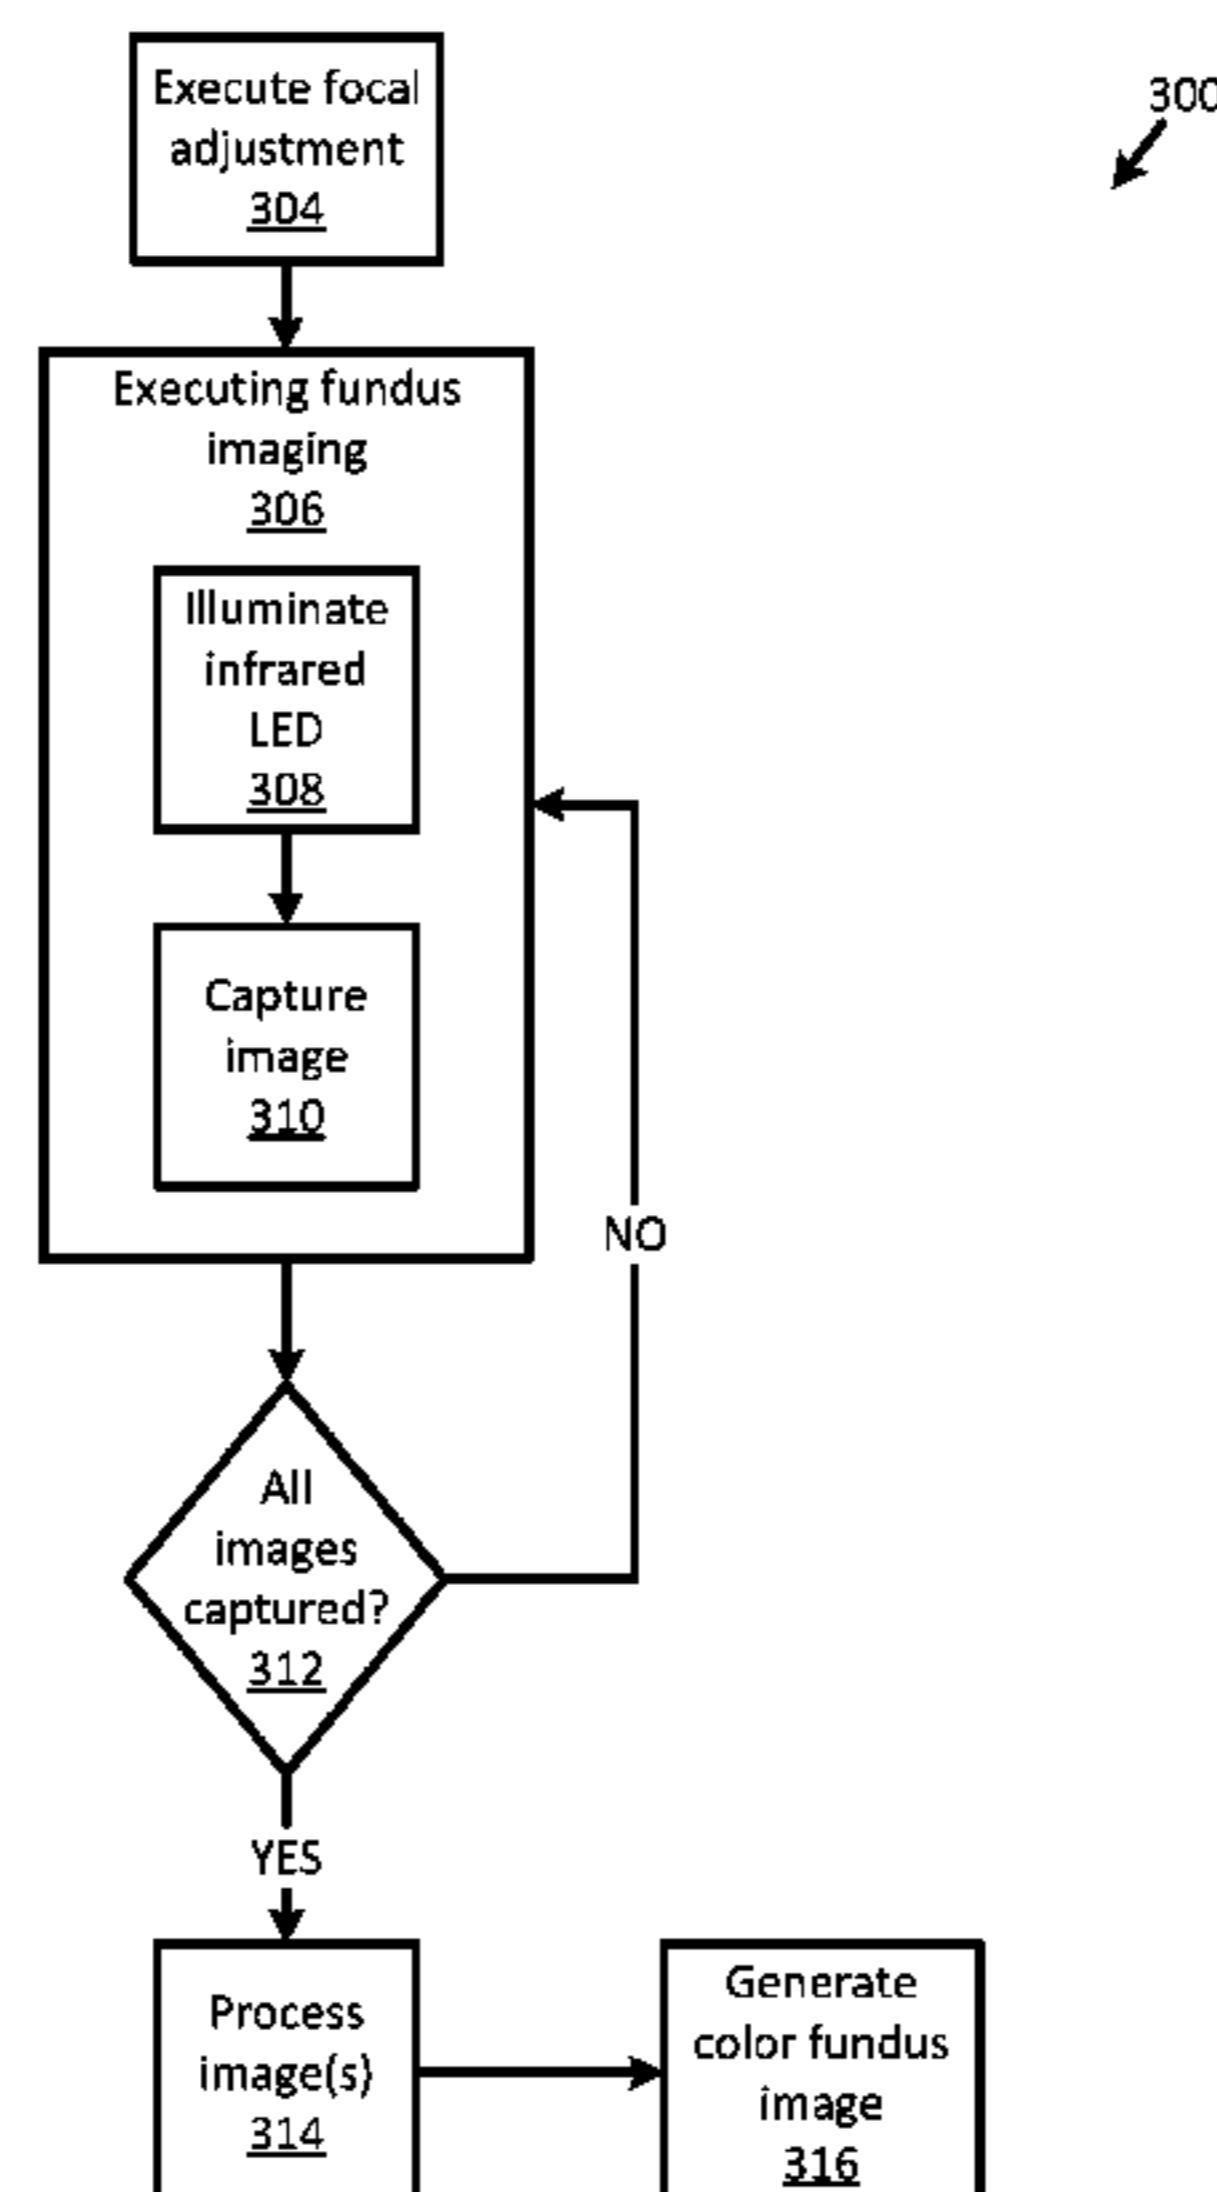 Execute focal
adjustment
304
300
Executing fundus
imaging
306
Illuminate
infrared
LED
308
Capture
image
310
NO
All
images
captured?
312
YES
Process
image(s)
314
Generate
color fundus
image
316